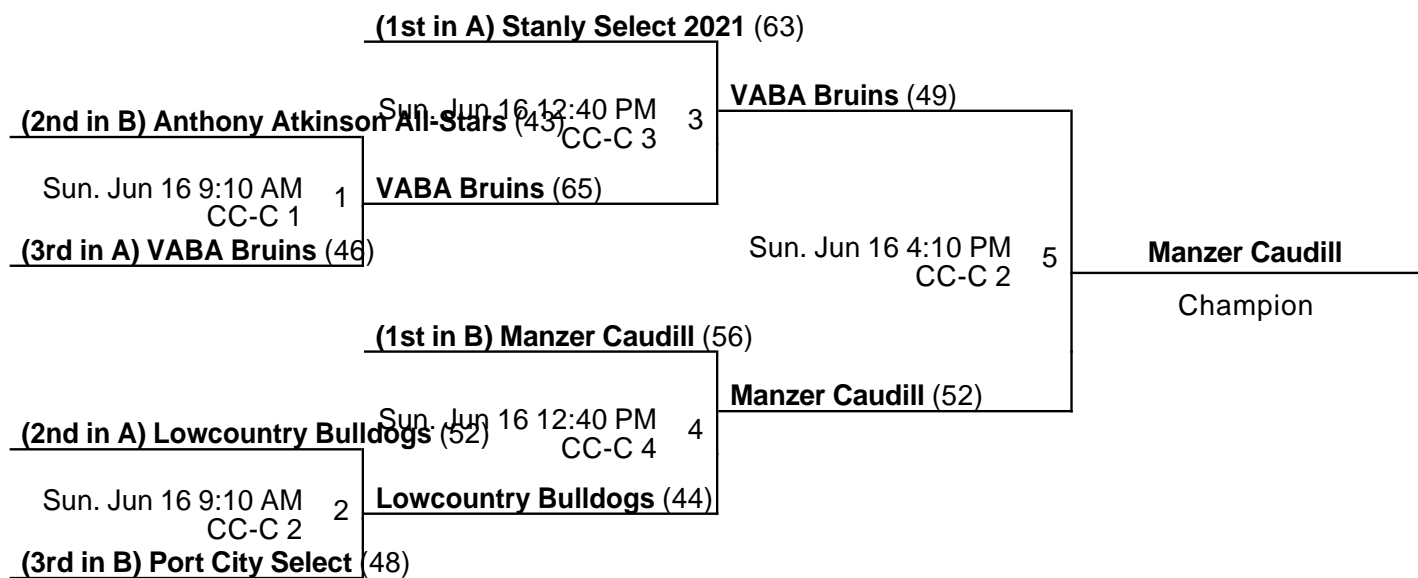 (1st in A) Stanly Select 2021 (63)
Sun. Jun 16 12:40 PM
CC-C 3
3
VABA Bruins (49)
(2nd in B) Anthony Atkinson All-Stars (43)
Sun. Jun 16 9:10 AM
CC-C 1
1
VABA Bruins (65)
(3rd in A) VABA Bruins (46)
Sun. Jun 16 4:10 PM
CC-C 2
5
Manzer Caudill
Champion
(1st in B) Manzer Caudill (56)
Sun. Jun 16 12:40 PM
CC-C 4
4
Manzer Caudill (52)
(2nd in A) Lowcountry Bulldogs (52)
Sun. Jun 16 9:10 AM
CC-C 2
2
Lowcountry Bulldogs (44)
(3rd in B) Port City Select (48)